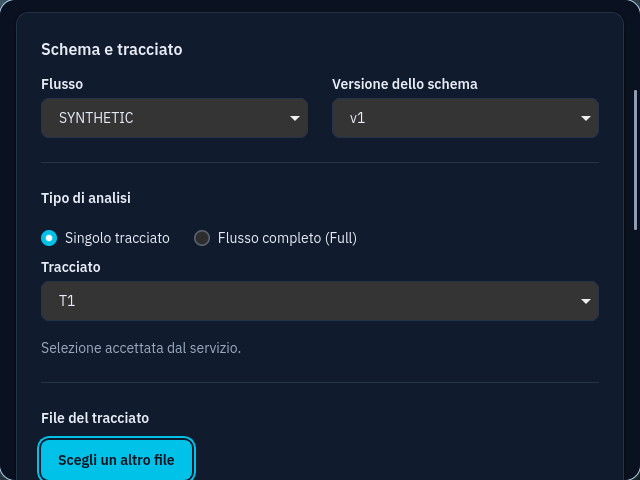 Schema e tracciato
Flusso
Versione dello schema
SYNTHETIC
v1
Tipo di analisi
Singolo tracciato
Flusso completo (Full)
Tracciato
T1
Selezione accettata dal servizio.
File del tracciato
Scegli un altro file